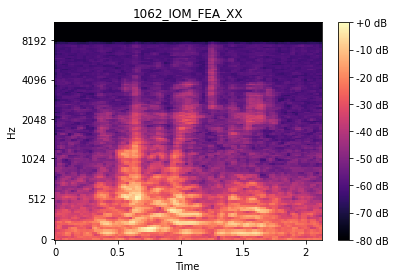 1062_IOM_FEA_XX
8192
4096
2048
1024
512
0
Hz
0
0.5
1
1.5
2
Time
+0 dB
-10 dB
-20 dB
-30 dB
-40 dB
-50 dB
-60 dB
-70 dB
-80 dB